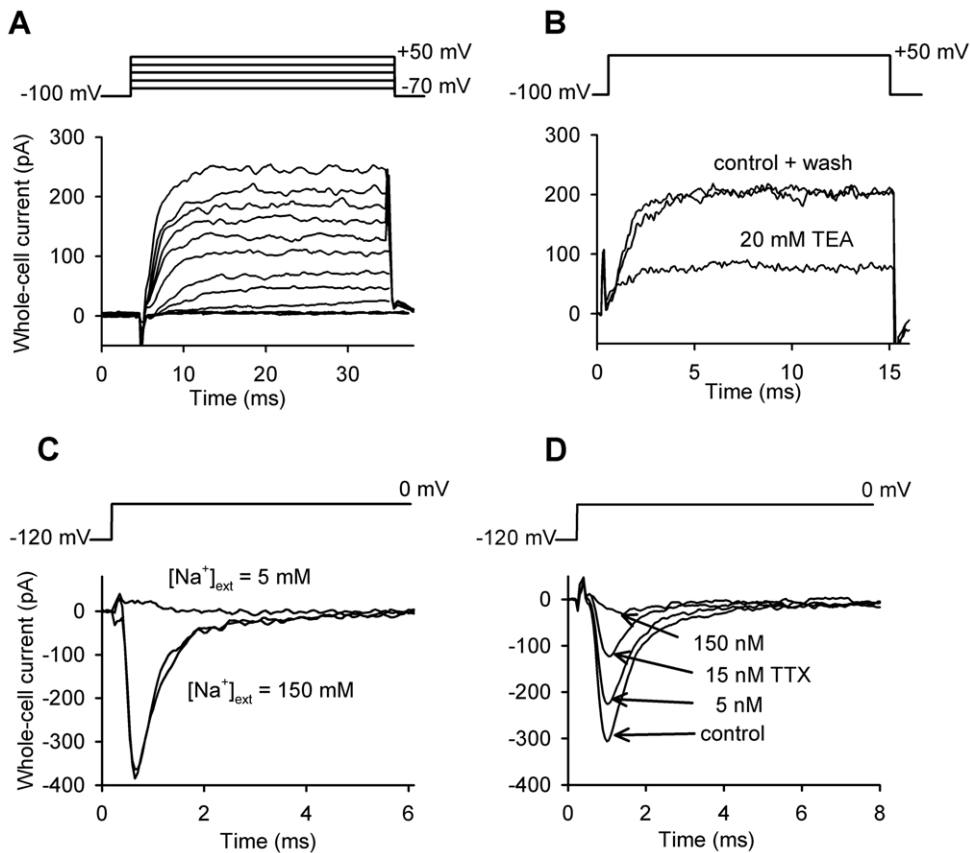 A
+50 mV
-70 mV
-100 mV
Whole-cell current (pA)
300
200
100
0
0 10 20 30
Time (ms)
B
+50 mV
-100 mV
300
200
100
0
control + wash
20 mM TEA
0 5 10 15
Time (ms)
C
0 mV
-120 mV
Whole-cell current (pA)
0
-100
-200
-300
-400
[Na⁺]ext = 5 mM
[Na⁺]ext = 150 mM
0 2 4 6
Time (ms)
D
0 mV
-120 mV
0
-100
-200
-300
-400
150 nM
15 nM TTX
5 nM
control
0 2 4 6 8
Time (ms)